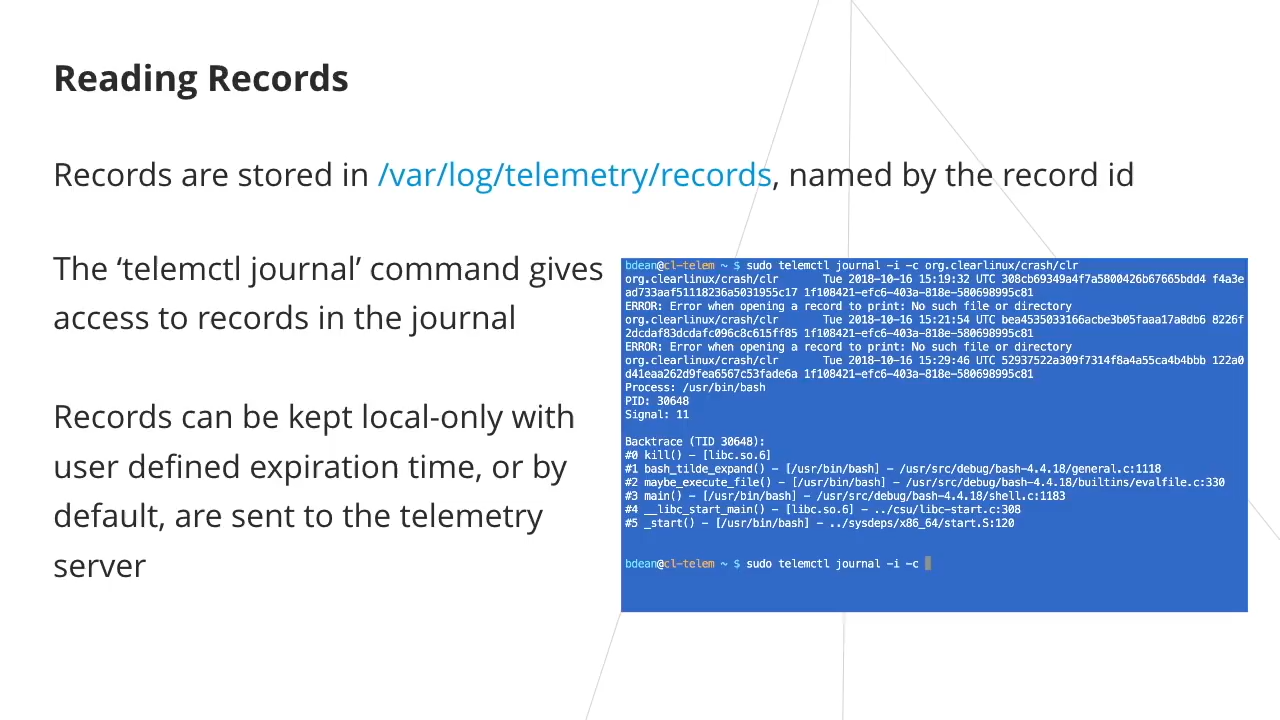 Reading Records
Records are stored in /var/log/telemetry/records, named by the record id
The ‘telemctl journal’ command gives
access to records in the journal
Records can be kept local-only with
user defined expiration time, or by
default, are sent to the telemetry
server
bdean@cl-telem ~ $ sudo telemctl journal -i -c org.clearlinux/crash/clr
org.clearlinux/crash/clr Tue 2018-10-16 15:19:32 UTC 308cb69349a4f7a5800426b67665bdd4 f4a3e
ad733aaf51118236a5031955c17 1f108421-efc6-403a-818e-580698995c81
ERROR: Error when opening a record to print: No such file or directory
org.clearlinux/crash/clr Tue 2018-10-16 15:21:54 UTC bea4535033166acbe3b05faaa17a8db6 8226f
2dcdaf83dcdafc096c8c615ff85 1f108421-efc6-403a-818e-580698995c81
ERROR: Error when opening a record to print: No such file or directory
org.clearlinux/crash/clr Tue 2018-10-16 15:29:46 UTC 52937522a309f7314f8a4a55ca4b4bbb 122a0
d41eaa262d9fea6567c53fade6a 1f108421-efc6-403a-818e-580698995c81
Process: /usr/bin/bash
PID: 30648
Signal: 11
Backtrace (TID 30648):
#0 kill() - [libc.so.6]
#1 bash_tilde_expand() - [/usr/bin/bash] - /usr/src/debug/bash-4.4.18/general.c:1118
#2 maybe_execute_file() - [/usr/bin/bash] - /usr/src/debug/bash-4.4.18/builtins/evalfile.c:330
#3 main() - [/usr/bin/bash] - /usr/src/debug/bash-4.4.18/shell.c:1183
#4 __libc_start_main() - [libc.so.6] - ../csu/libc-start.c:308
#5 _start() - [/usr/bin/bash] - ../sysdeps/x86_64/start.S:120
bdean@cl-telem ~ $ sudo telemctl journal -i -c